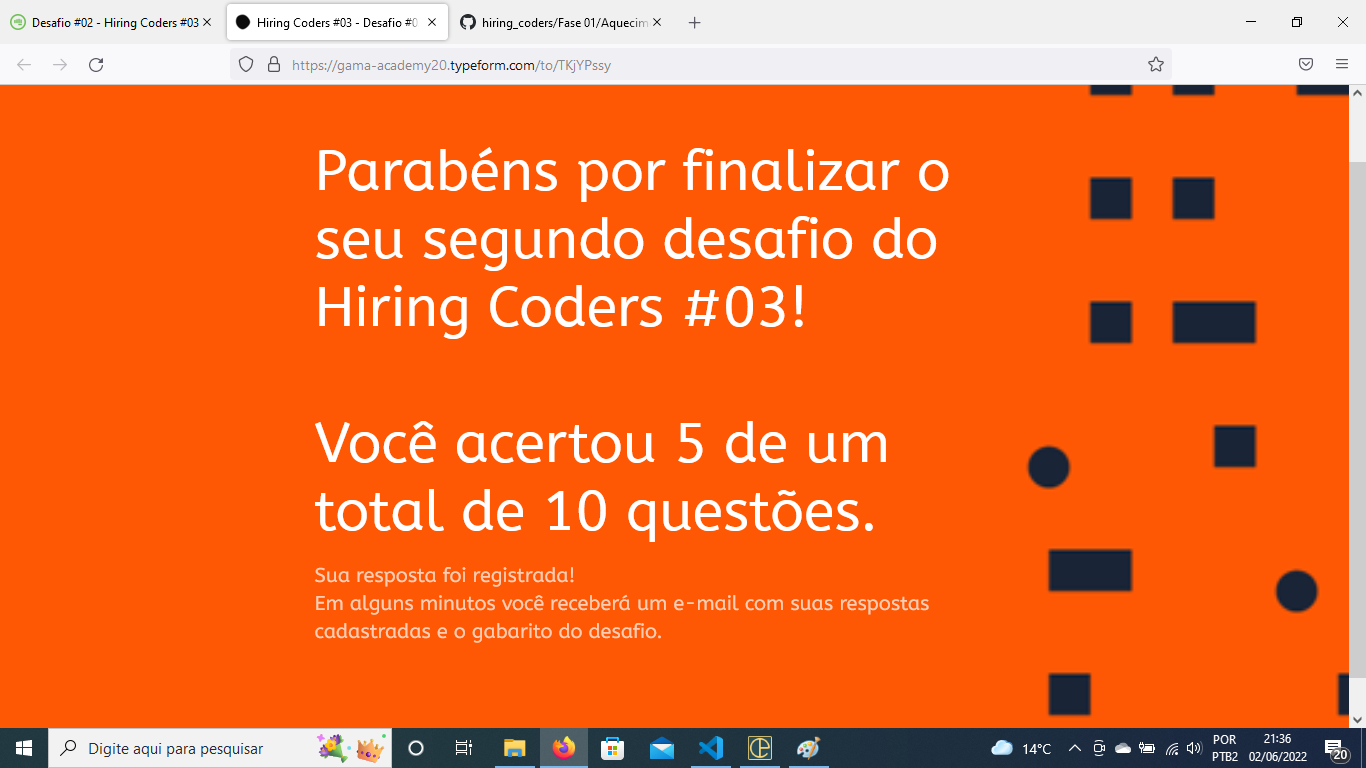 Desafio #02 - Hiring Coders #03
Hiring Coders #03 - Desafio #0
hiring_coders/Fase 01/Aquecim
https://gama-academy20.typeform.com/to/TKjYPssy
Parabéns por finalizar o
seu segundo desafio do
Hiring Coders #03!
Você acertou 5 de um
total de 10 questões.
Sua resposta foi registrada!
Em alguns minutos você receberá um e-mail com suas respostas
cadastradas e o gabarito do desafio.
Digite aqui para pesquisar
14°C
POR
PTB2
21:36
02/06/2022
20